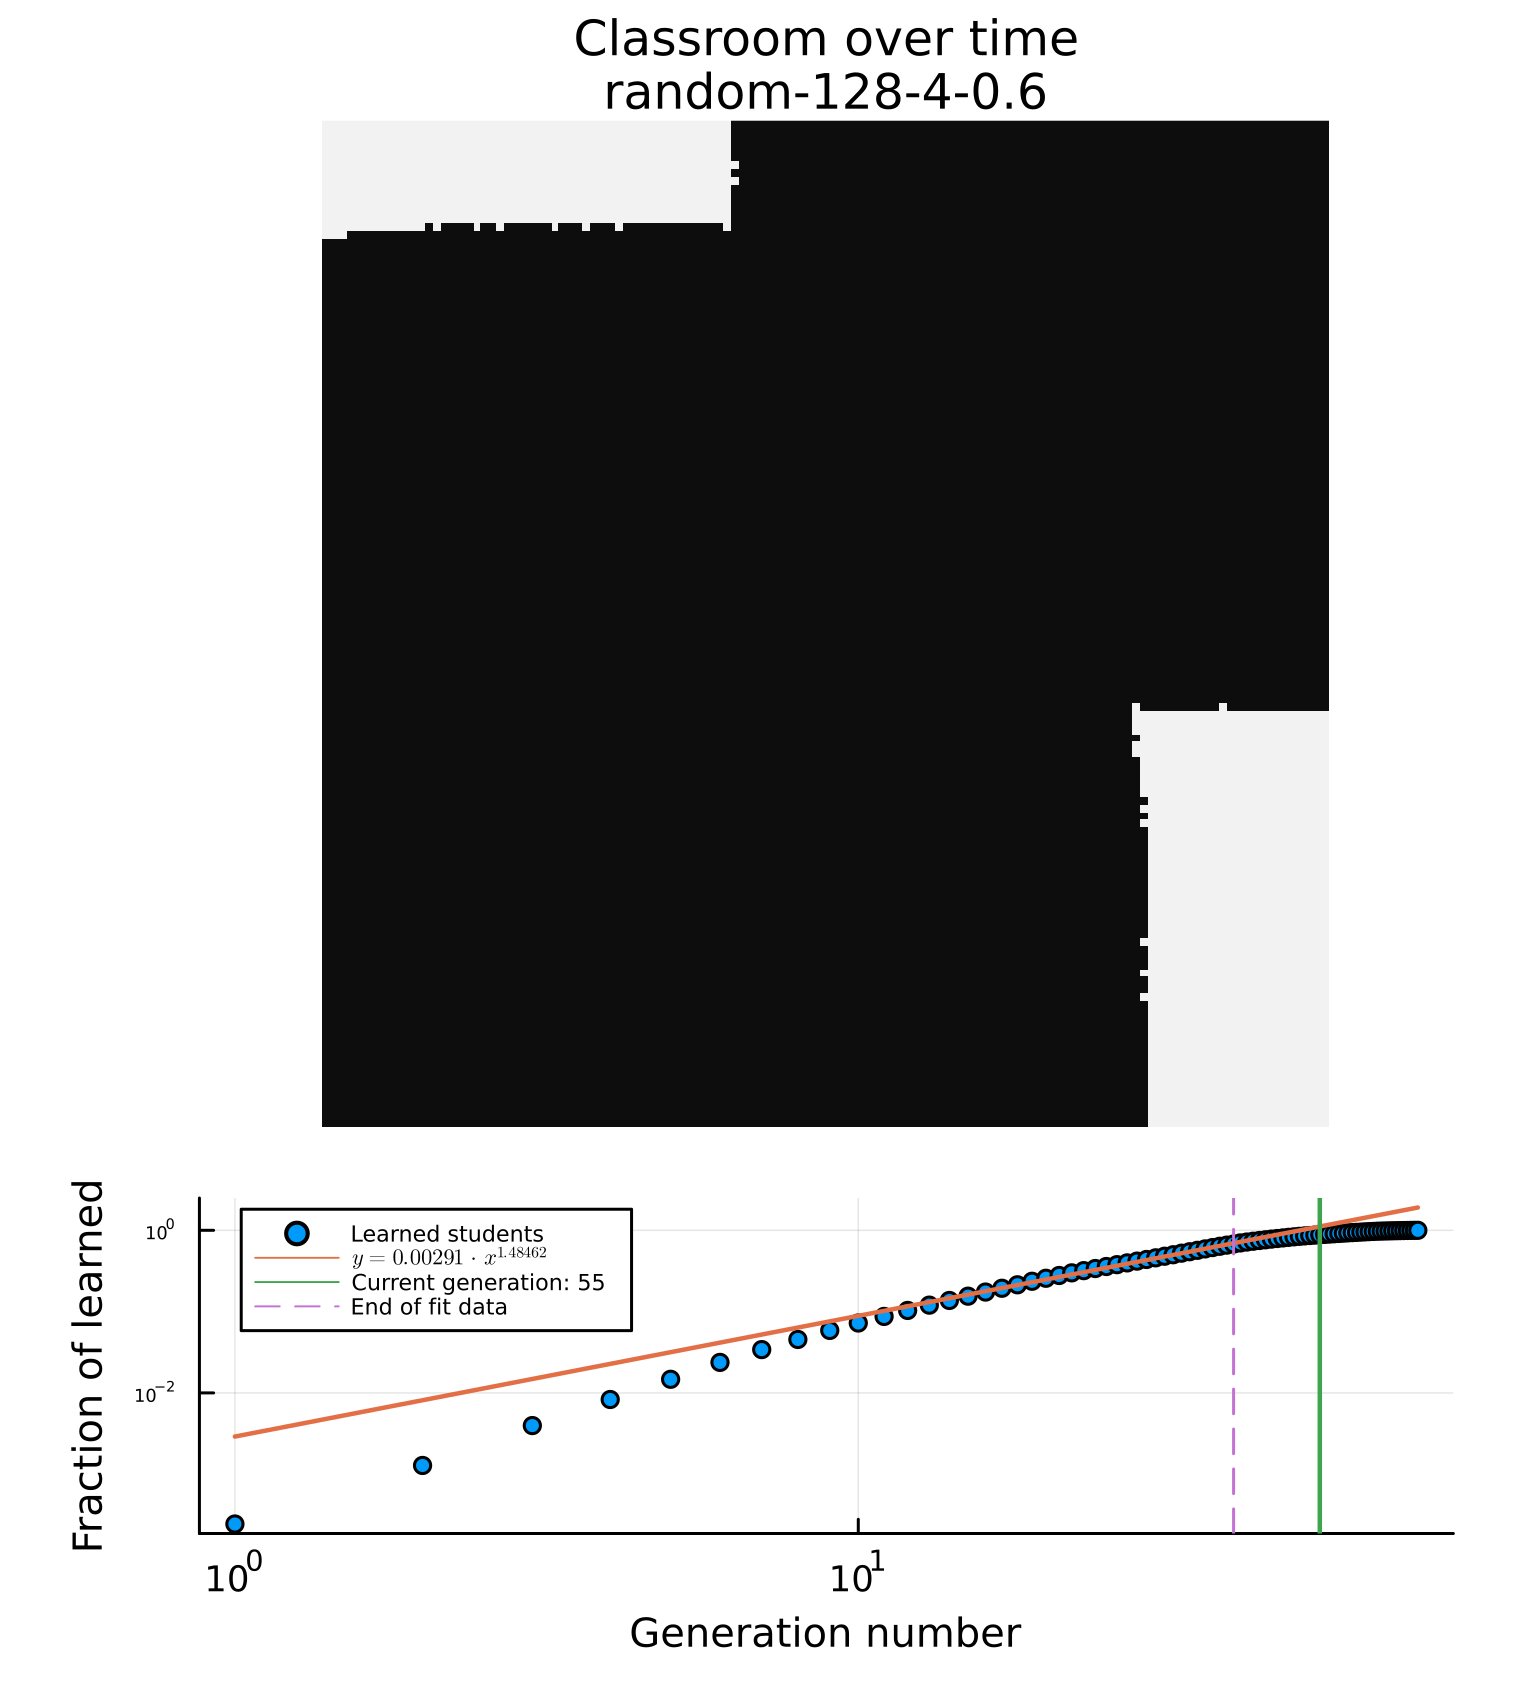 Classroom over time
random-128-4-0.6
Fraction of learned
10^0
10^-2
Learned students
y = 0.00291 · x^1.48462
Current generation: 55
End of fit data
10^0
10^1
Generation number